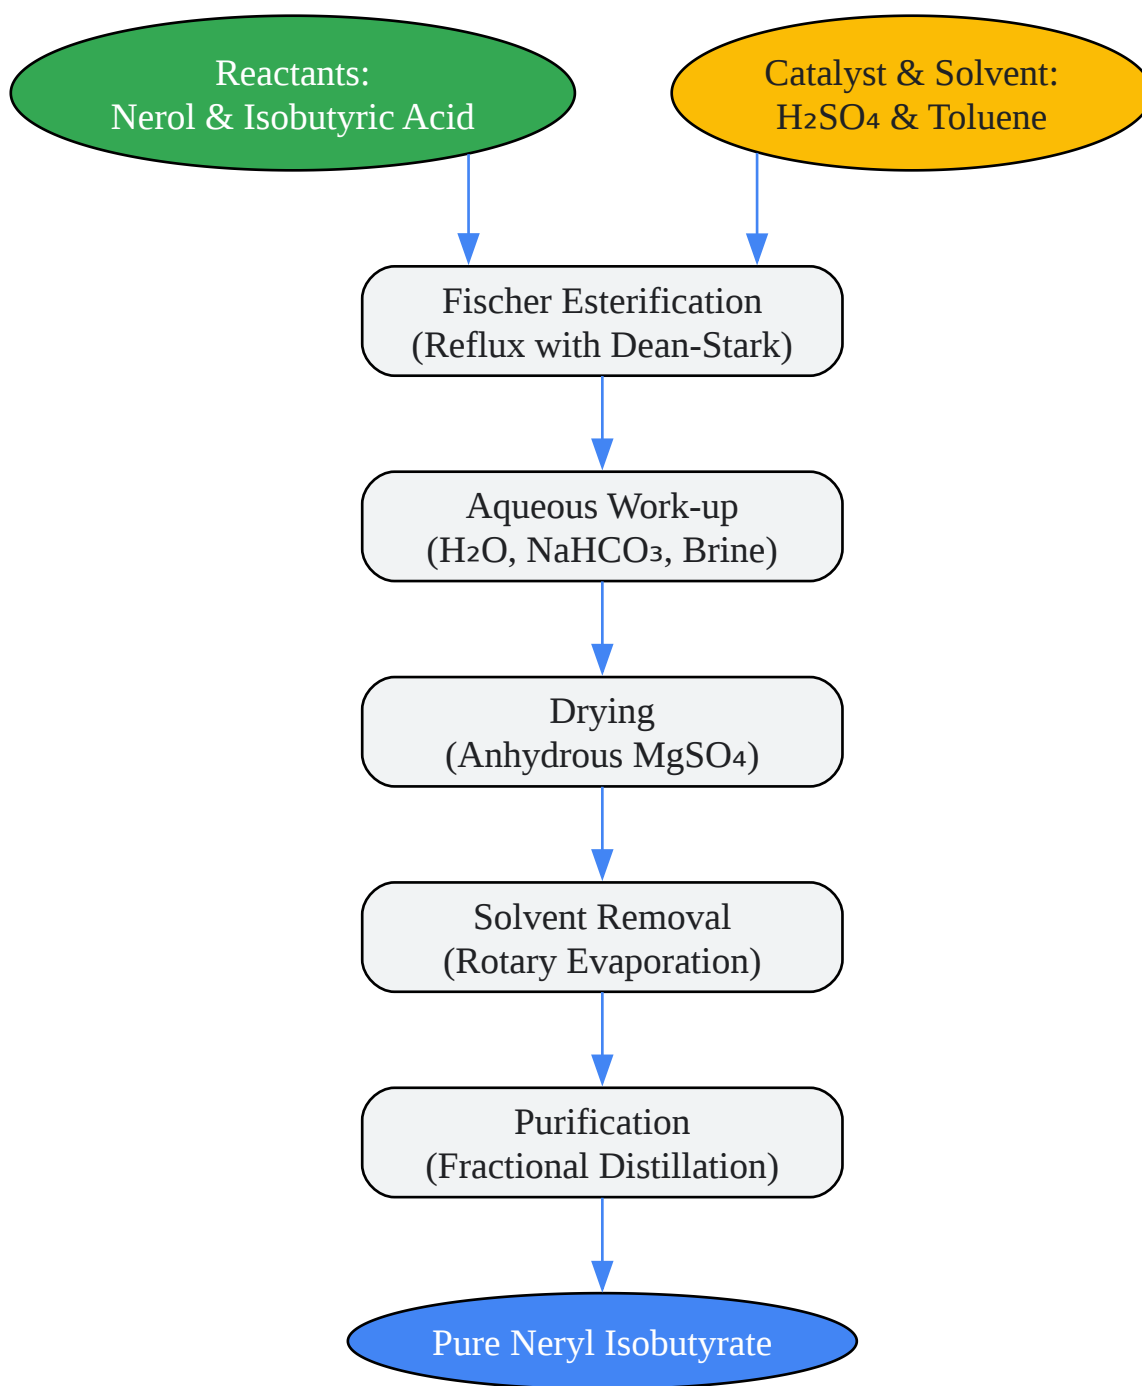 Reactants:
Nerol & Isobutyric Acid
Catalyst & Solvent:
H₂SO₄ & Toluene
Fischer Esterification
(Reflux with Dean-Stark)
Aqueous Work-up
(H₂O, NaHCO₃, Brine)
Drying
(Anhydrous MgSO₄)
Solvent Removal
(Rotary Evaporation)
Purification
(Fractional Distillation)
Pure Neryl Isobutyrate